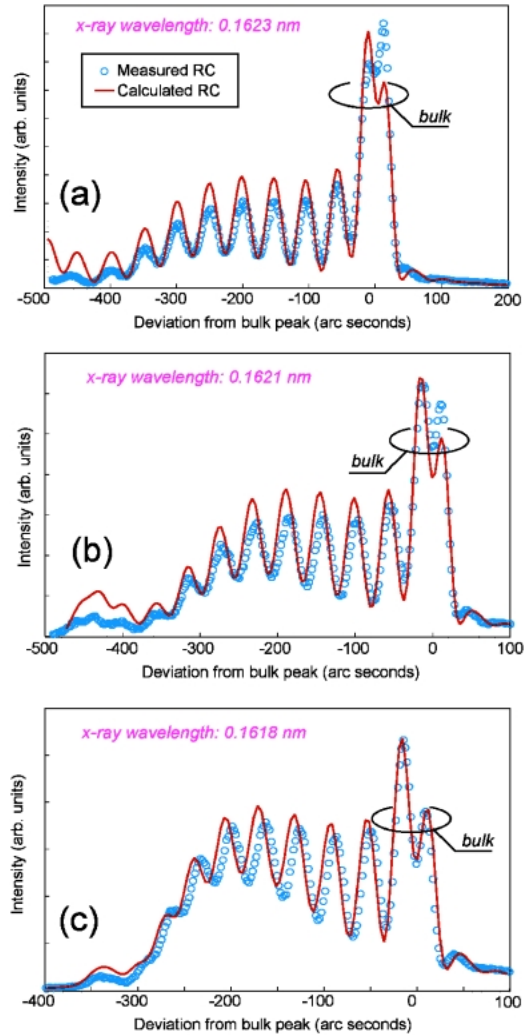 x-ray wavelength: 0.1623 nm
Measured RC
Calculated RC
bulk
(a)
Intensity (arb. units)
-500 -400 -300 -200 -100 0 100 200
Deviation from bulk peak (arc seconds)
x-ray wavelength: 0.1621 nm
bulk
(b)
Intensity (arb. units)
-500 -400 -300 -200 -100 0 100
Deviation from bulk peak (arc seconds)
x-ray wavelength: 0.1618 nm
bulk
(c)
Intensity (arb. units)
-400 -300 -200 -100 0 100
Deviation from bulk peak (arc seconds)